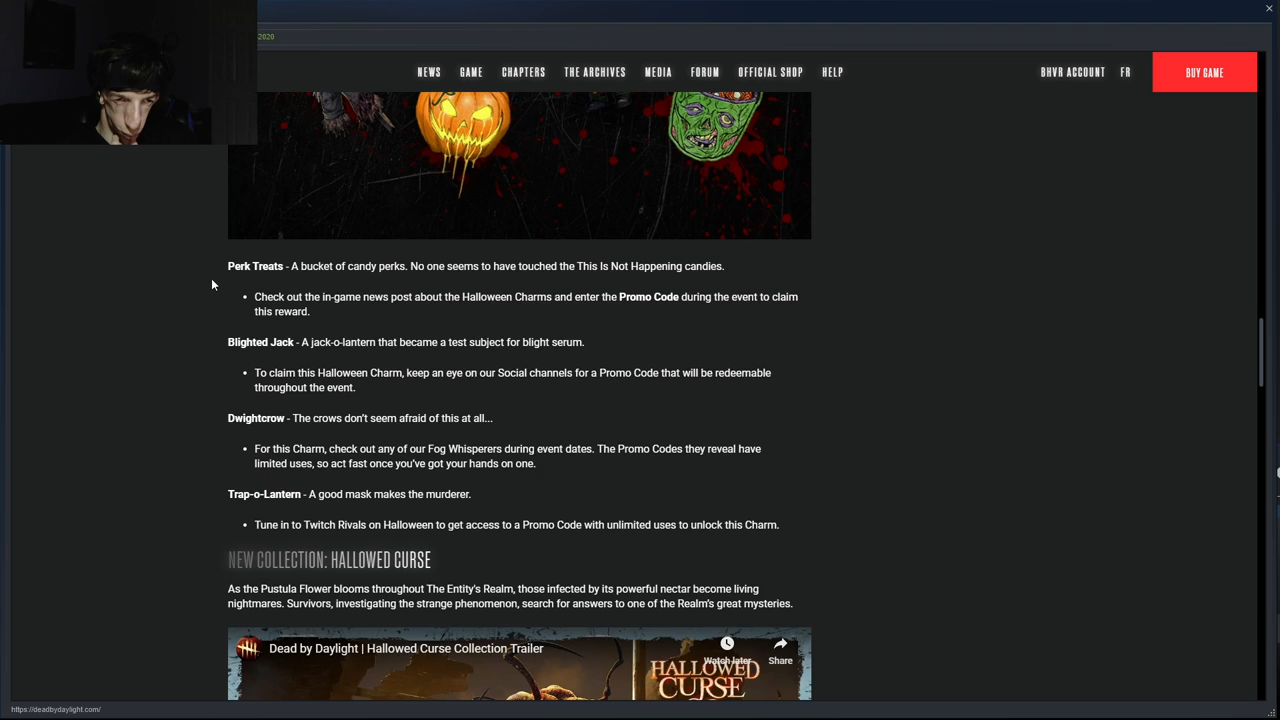 2020
NEWS GAME CHAPTERS THE ARCHIVES MEDIA FORUM OFFICIAL SHOP HELP BHVR ACCOUNT FR BUY GAME
Perk Treats - A bucket of candy perks. No one seems to have touched the This Is Not Happening candies.
• Check out the in-game news post about the Halloween Charms and enter the Promo Code during the event to claim
this reward.
Blighted Jack - A jack-o-lantern that became a test subject for blight serum.
• To claim this Halloween Charm, keep an eye on our Social channels for a Promo Code that will be redeemable
throughout the event.
Dwightcrow - The crows don’t seem afraid of this at all...
• For this Charm, check out any of our Fog Whisperers during event dates. The Promo Codes they reveal have
limited uses, so act fast once you’ve got your hands on one.
Trap-o-Lantern - A good mask makes the murderer.
• Tune in to Twitch Rivals on Halloween to get access to a Promo Code with unlimited uses to unlock this Charm.
NEW COLLECTION: HALLOWED CURSE
As the Pustula Flower blooms throughout The Entity's Realm, those infected by its powerful nectar become living
nightmares. Survivors, investigating the strange phenomenon, search for answers to one of the Realm’s great mysteries.
Dead by Daylight | Hallowed Curse Collection Trailer
Watch later Share
HALLOWED
CURSE
https://deadbydaylight.com/